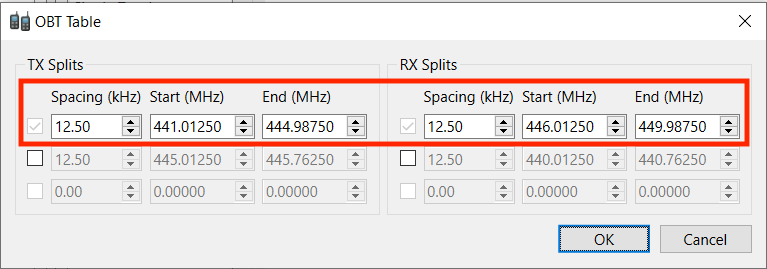 OBT Table
TX Splits
Spacing (kHz) Start (MHz) End (MHz)
12.50 441.01250 444.98750
12.50 445.01250 445.76250
0.00 0.00000 0.00000
RX Splits
Spacing (kHz) Start (MHz) End (MHz)
12.50 446.01250 449.98750
12.50 440.01250 440.76250
0.00 0.00000 0.00000
OK Cancel